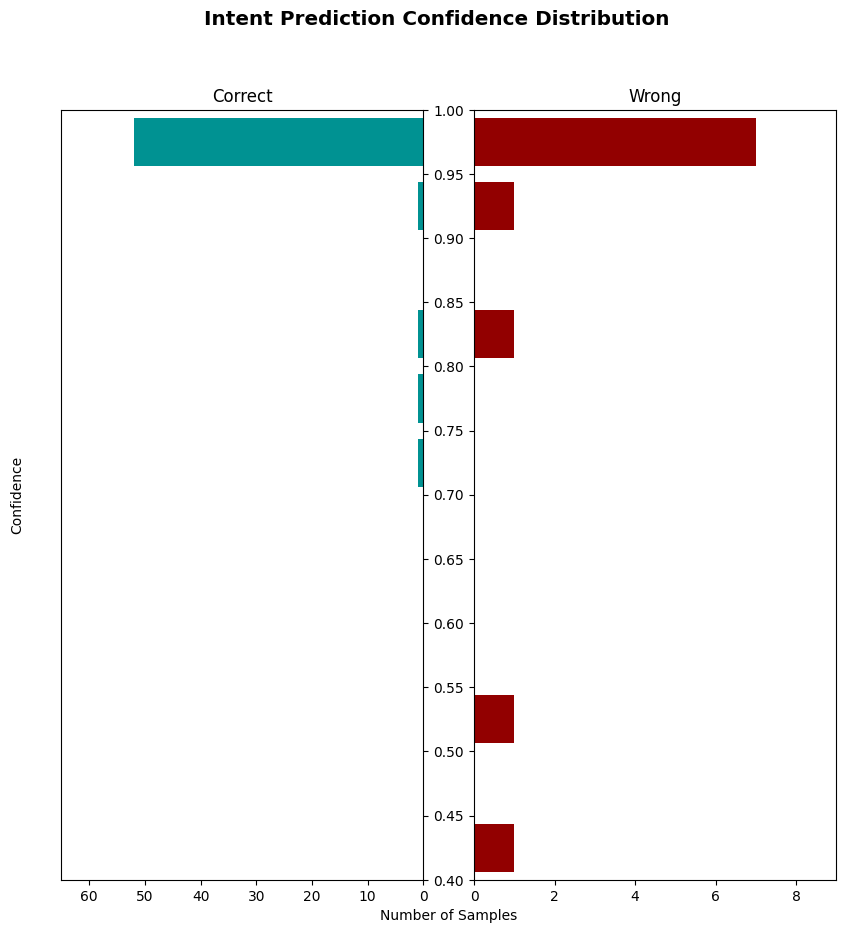 Intent Prediction Confidence Distribution
Correct
Wrong
1.00
0.95
0.90
0.85
0.80
0.75
0.70
0.65
0.60
0.55
0.50
0.45
0.40
Confidence
60 50 40 30 20 10 0
0 2 4 6 8
Number of Samples